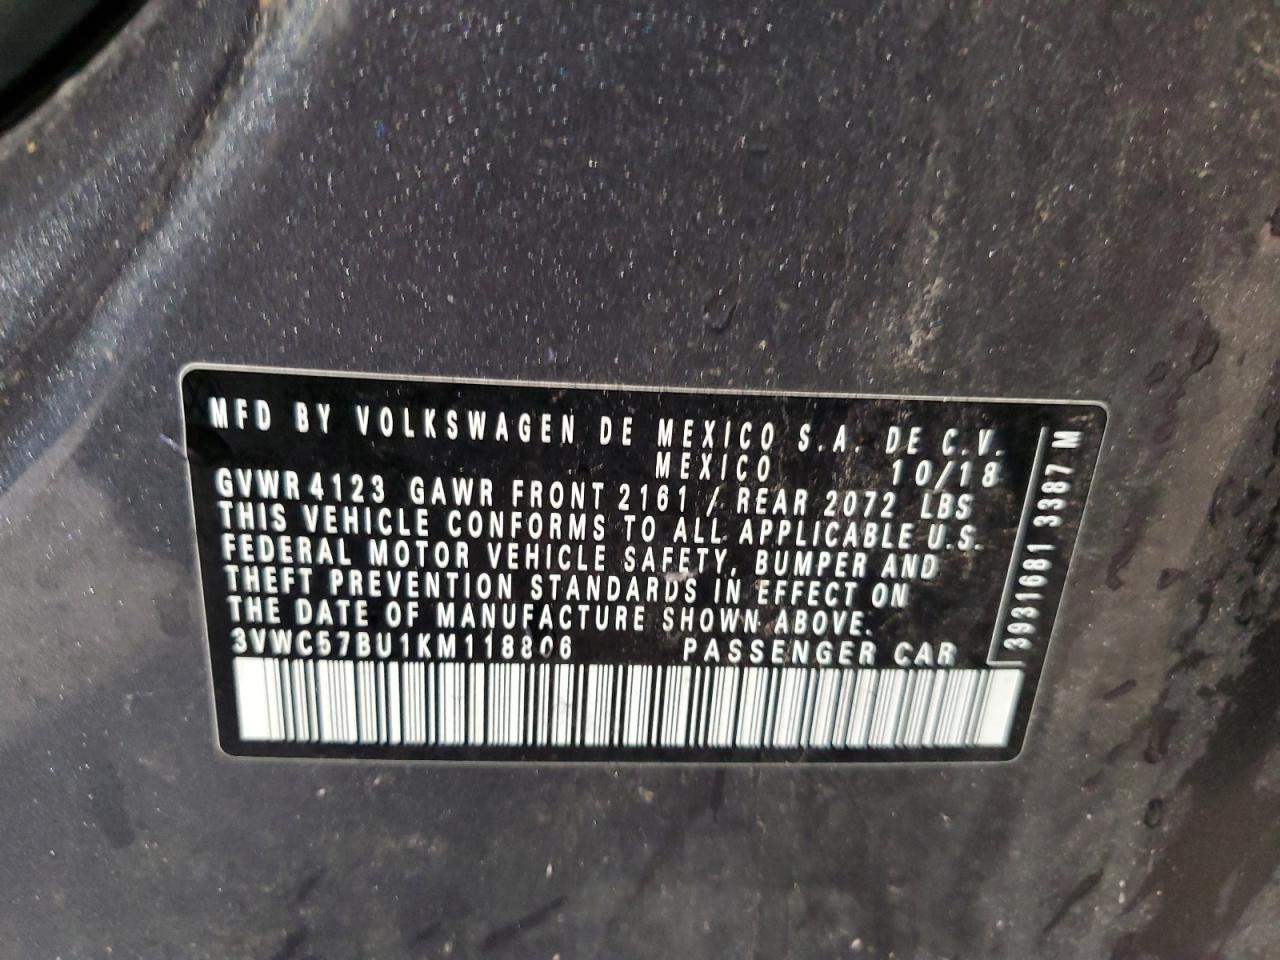 MFD BY VOLKSWAGEN DE MEXICO S.A. DE C.V.
MEXICO 10/18
GVWR 4123 GAWR FRONT 2161 / REAR 2072 LBS
THIS VEHICLE CONFORMS TO ALL APPLICABLE U.S.
FEDERAL MOTOR VEHICLE SAFETY, BUMPER AND
THEFT PREVENTION STANDARDS IN EFFECT ON
THE DATE OF MANUFACTURE SHOWN ABOVE.
3VWC57BU1KM118806 PASSENGER CAR
3931681 3387 M